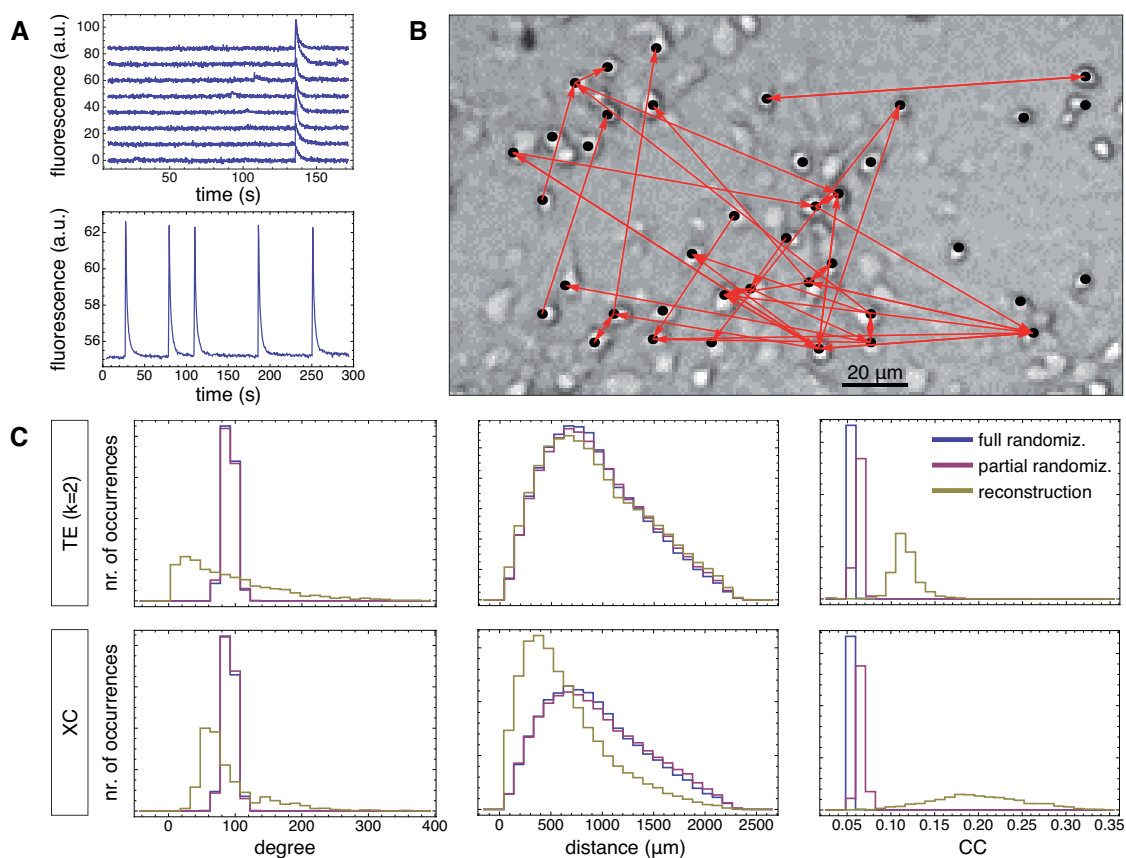 A
fluorescence (a.u.)
100
80
60
40
20
0
50
100
150
time (s)
fluorescence (a.u.)
62
60
58
56
0
50
100
150
200
250
300
time (s)
B
20 µm
C
TE (k=2)
nr. of occurrences
full randomiz.
partial randomiz.
reconstruction
XC
nr. of occurrences
0
100
200
300
400
degree
0
500
1000
1500
2000
2500
distance (µm)
0.05
0.10
0.15
0.20
0.25
0.30
0.35
CC